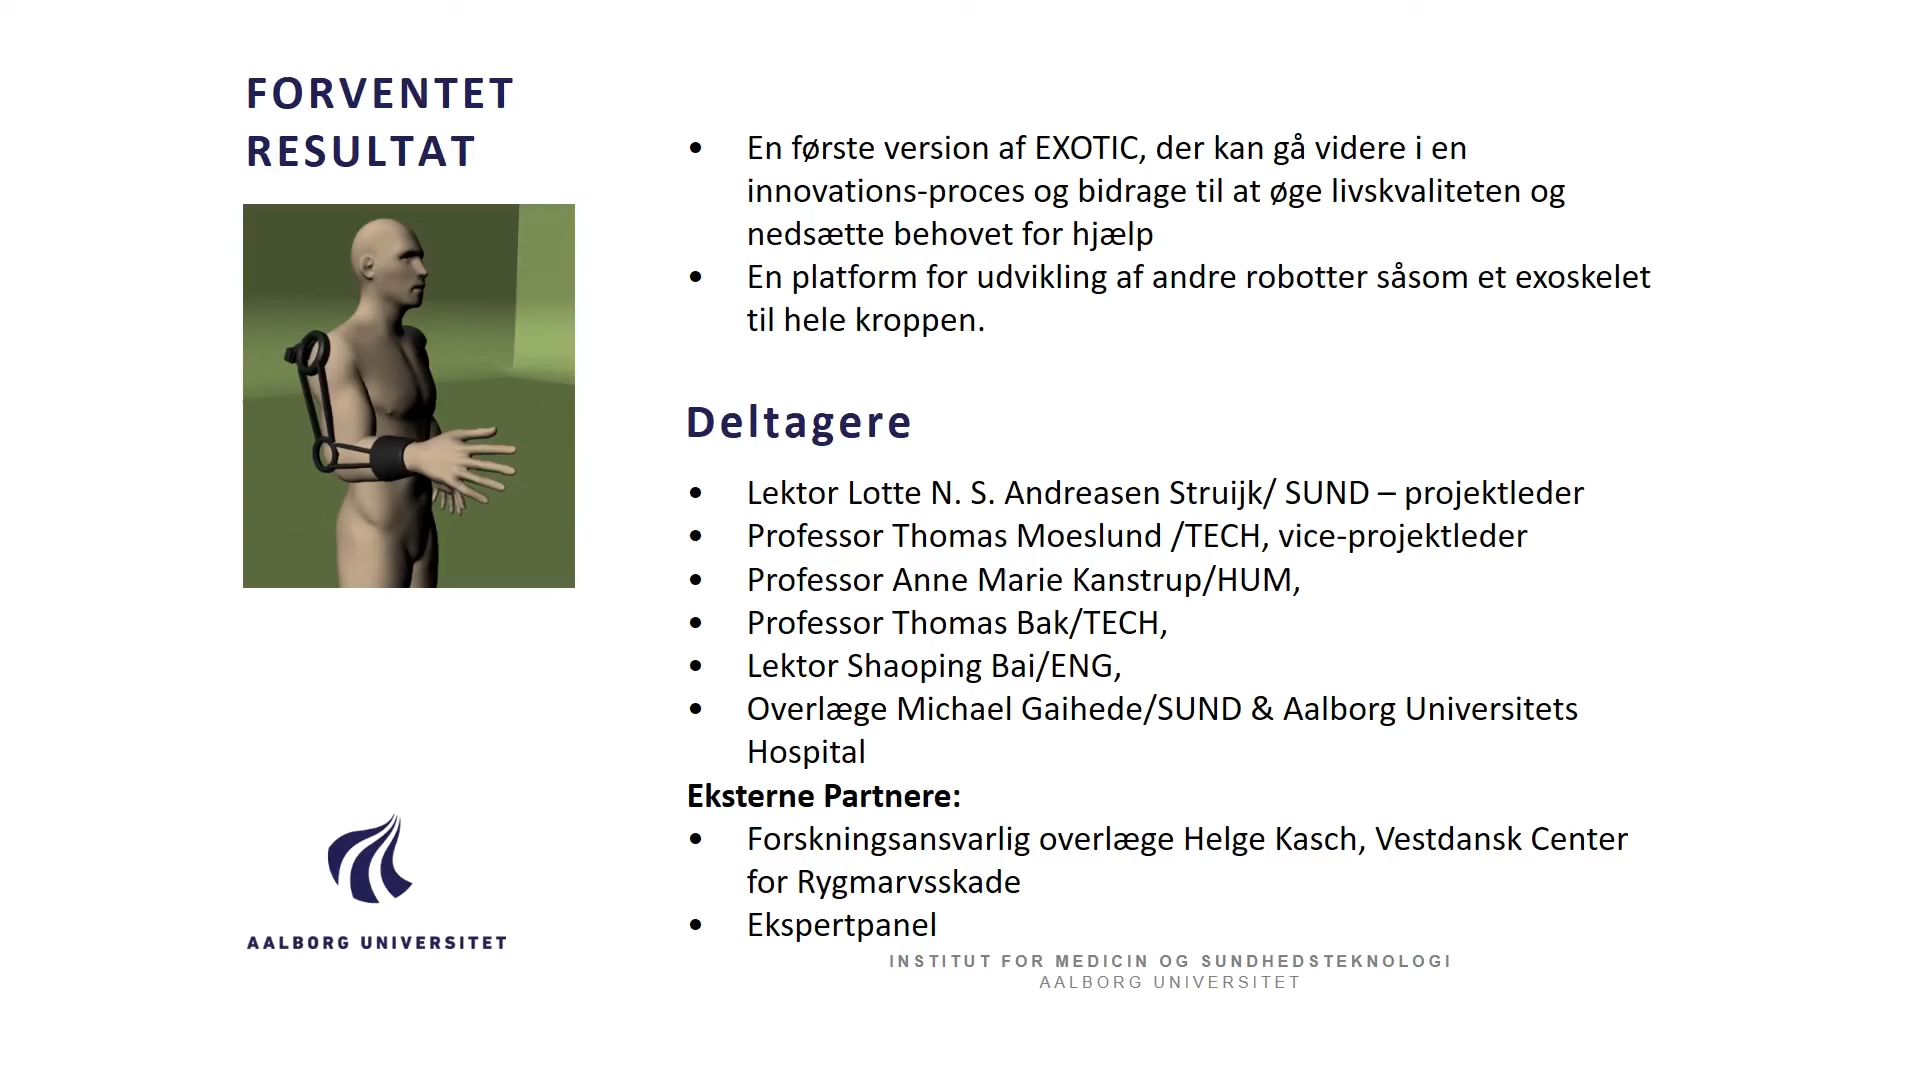 FORVENTET
RESULTAT
• En første version af EXOTIC, der kan gå videre i en
innovations-proces og bidrage til at øge livskvaliteten og
nedsætte behovet for hjælp
• En platform for udvikling af andre robotter såsom et exoskelet
til hele kroppen.
Deltagere
• Lektor Lotte N. S. Andreasen Struijk/ SUND – projektleder
• Professor Thomas Moeslund /TECH, vice-projektleder
• Professor Anne Marie Kanstrup/HUM,
• Professor Thomas Bak/TECH,
• Lektor Shaoping Bai/ENG,
• Overlæge Michael Gaihede/SUND & Aalborg Universitets
Hospital
Eksterne Partnere:
• Forskningsansvarlig overlæge Helge Kasch, Vestdansk Center
for Rygmarvsskade
• Ekspertpanel
AALBORG UNIVERSITET
INSTITUT FOR MEDICIN OG SUNDHEDSTEKNOLOGI
AALBORG UNIVERSITET